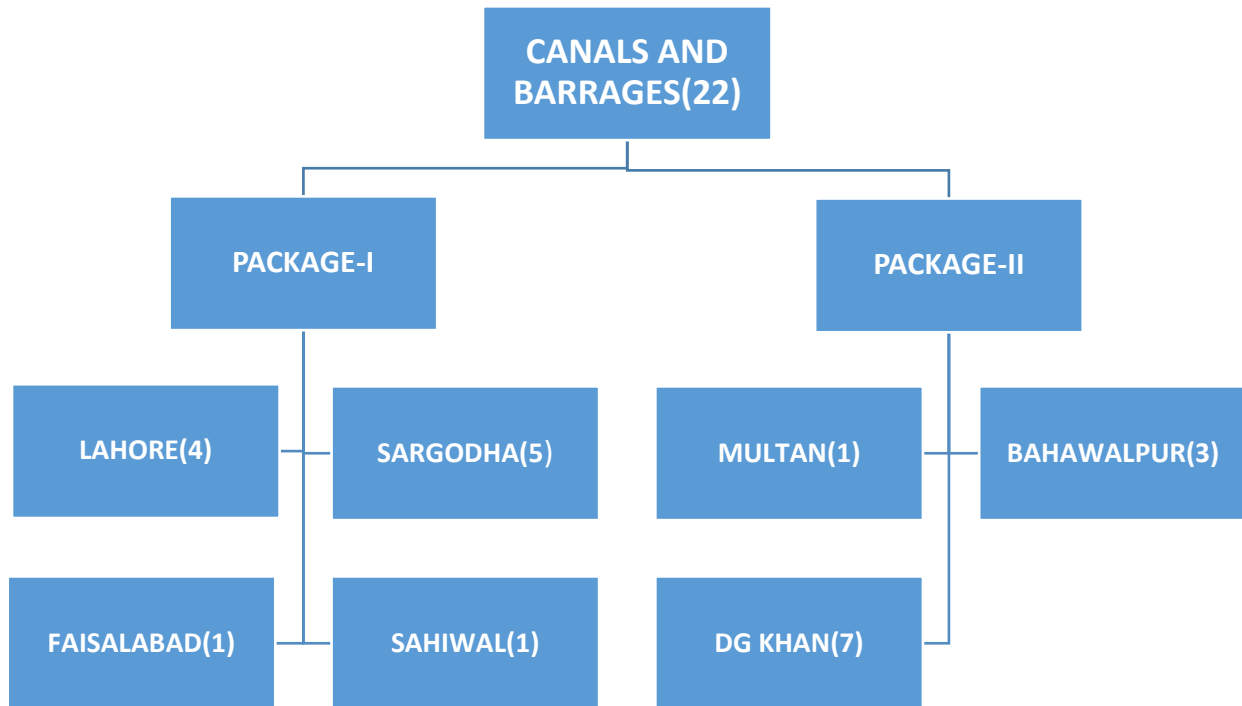 CANALS AND
BARRAGES(22)
PACKAGE-I
PACKAGE-II
LAHORE(4)
SARGODHA(5)
MULTAN(1)
BAHAWALPUR(3)
FAISALABAD(1)
SAHIWAL(1)
DG KHAN(7)